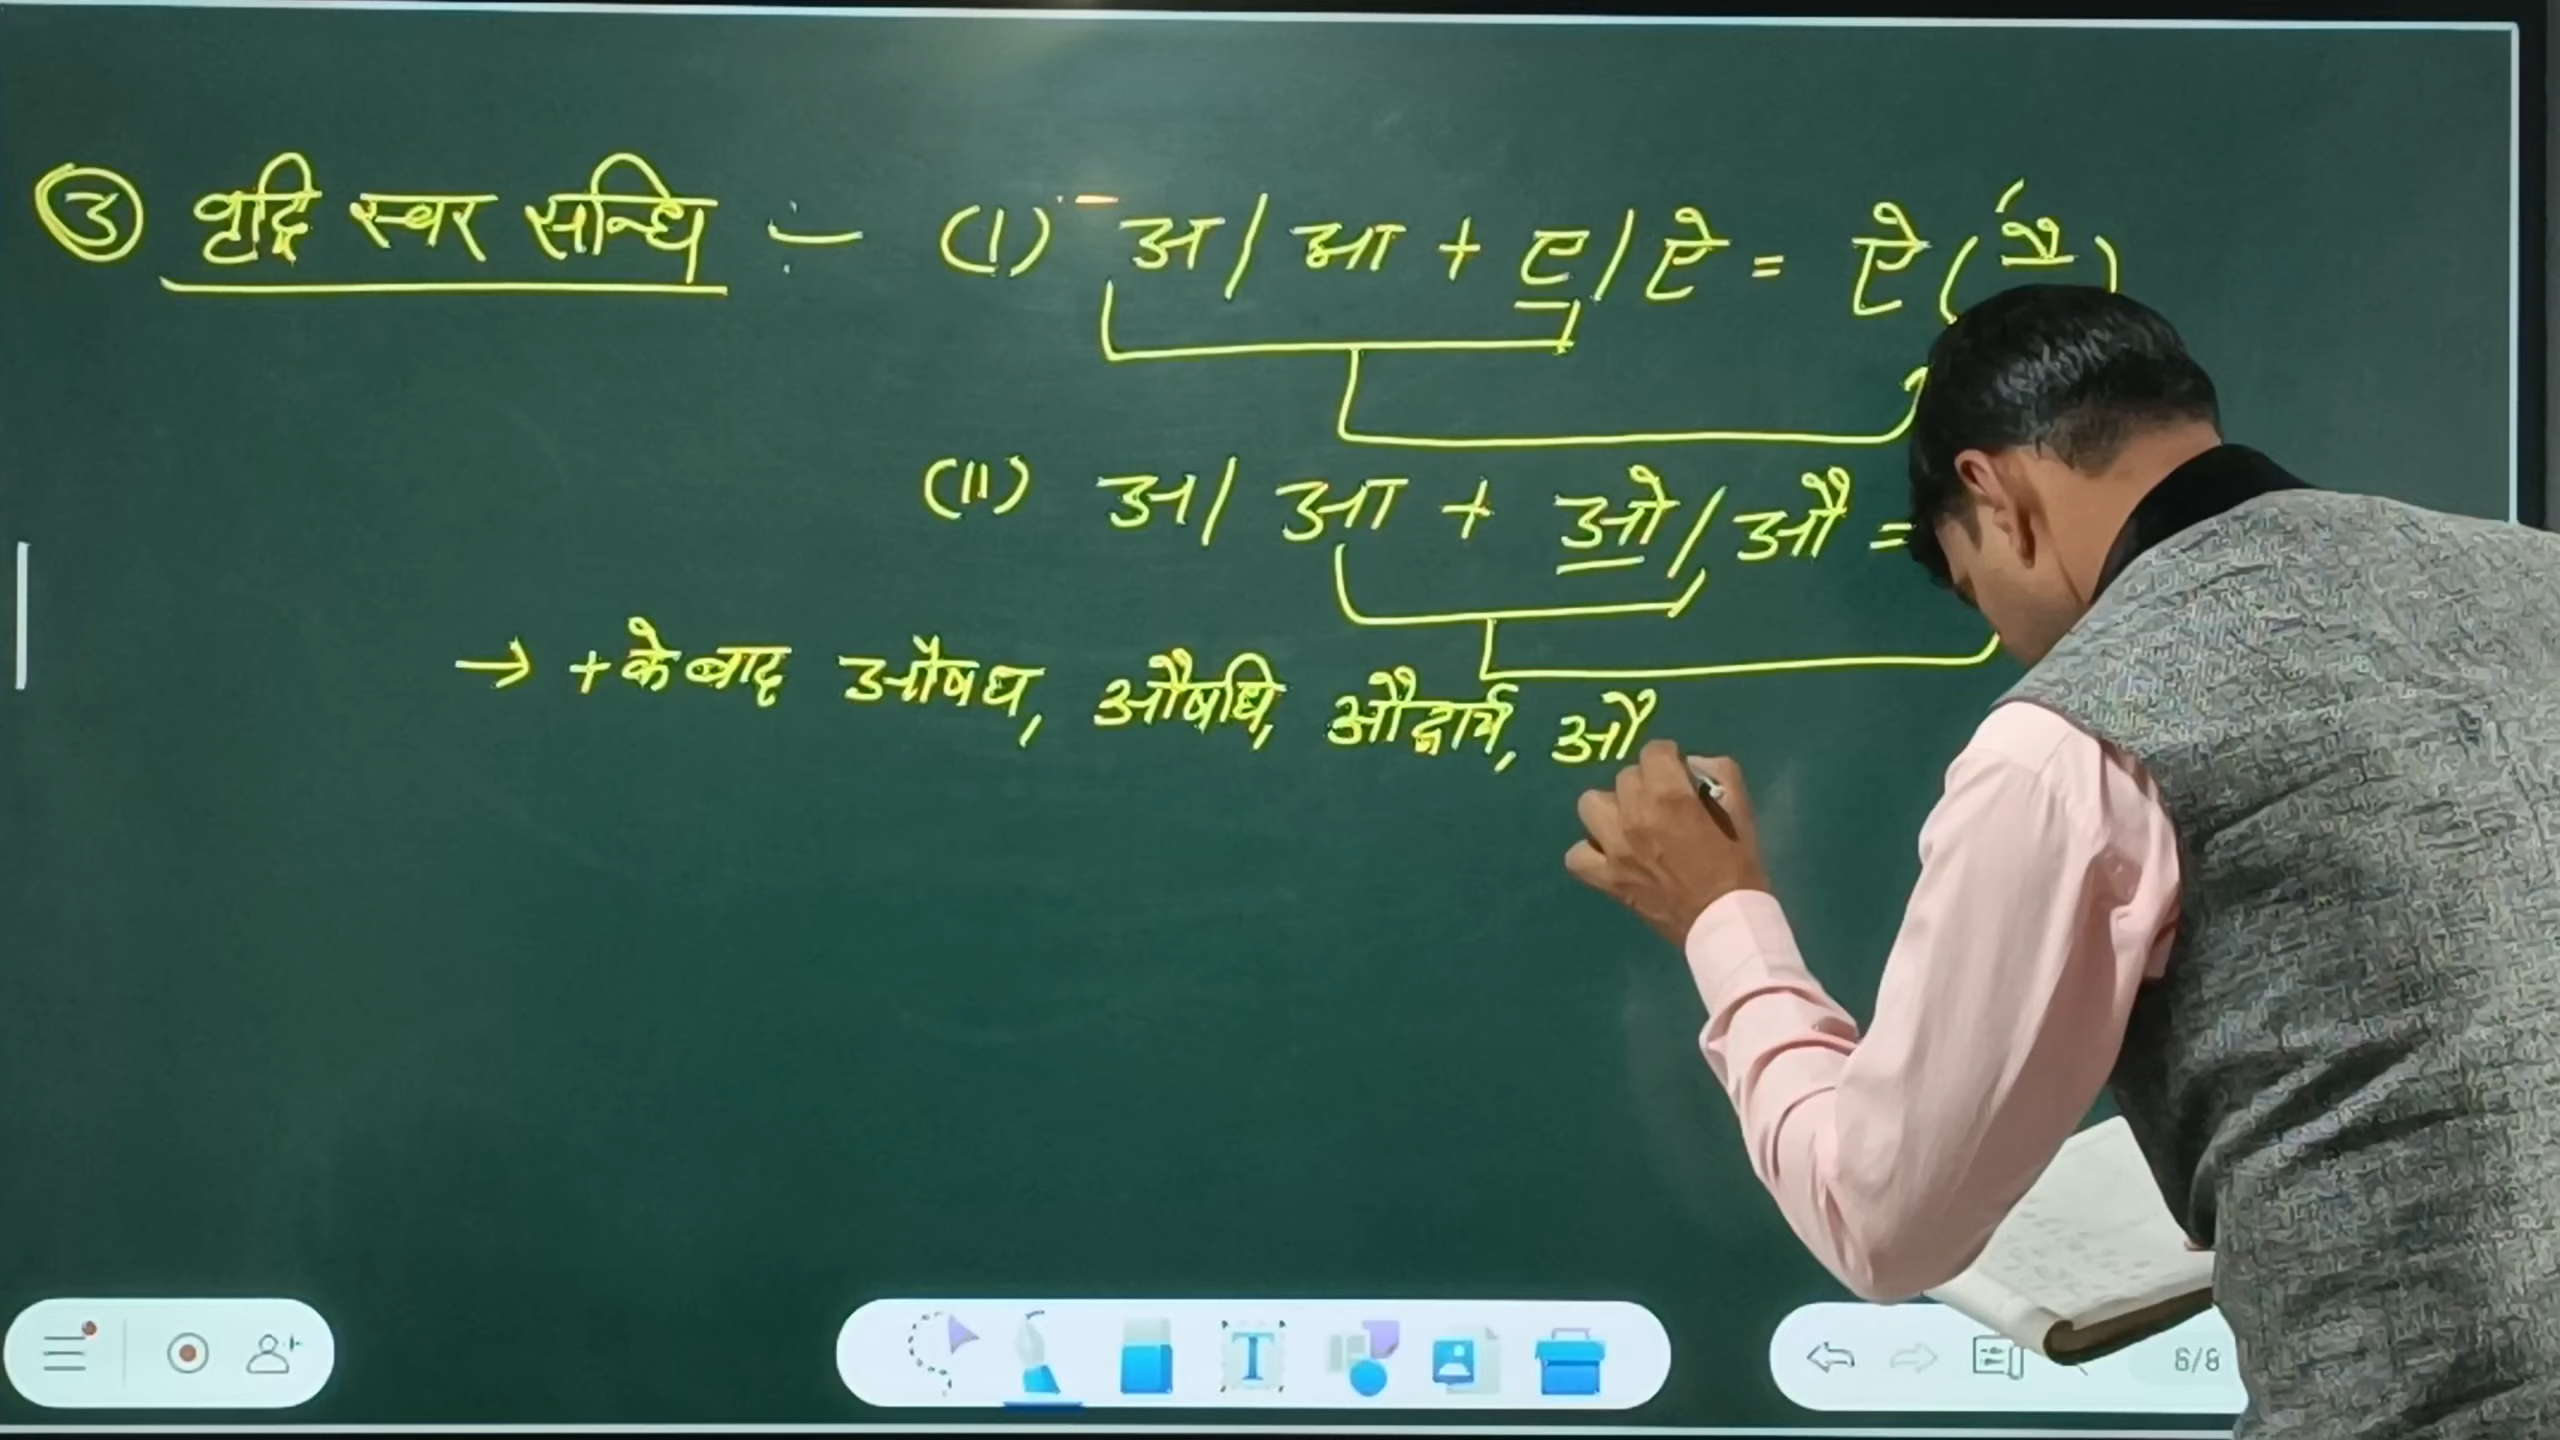 ③ वृद्धि स्वर सन्धि :- (I) अ/आ + ए/ऐ = ऐ ( ै )
(II) अ/आ + ओ/औ =
→ + के बाद औषध, औषधि, औदार्य, औ
T
6/8